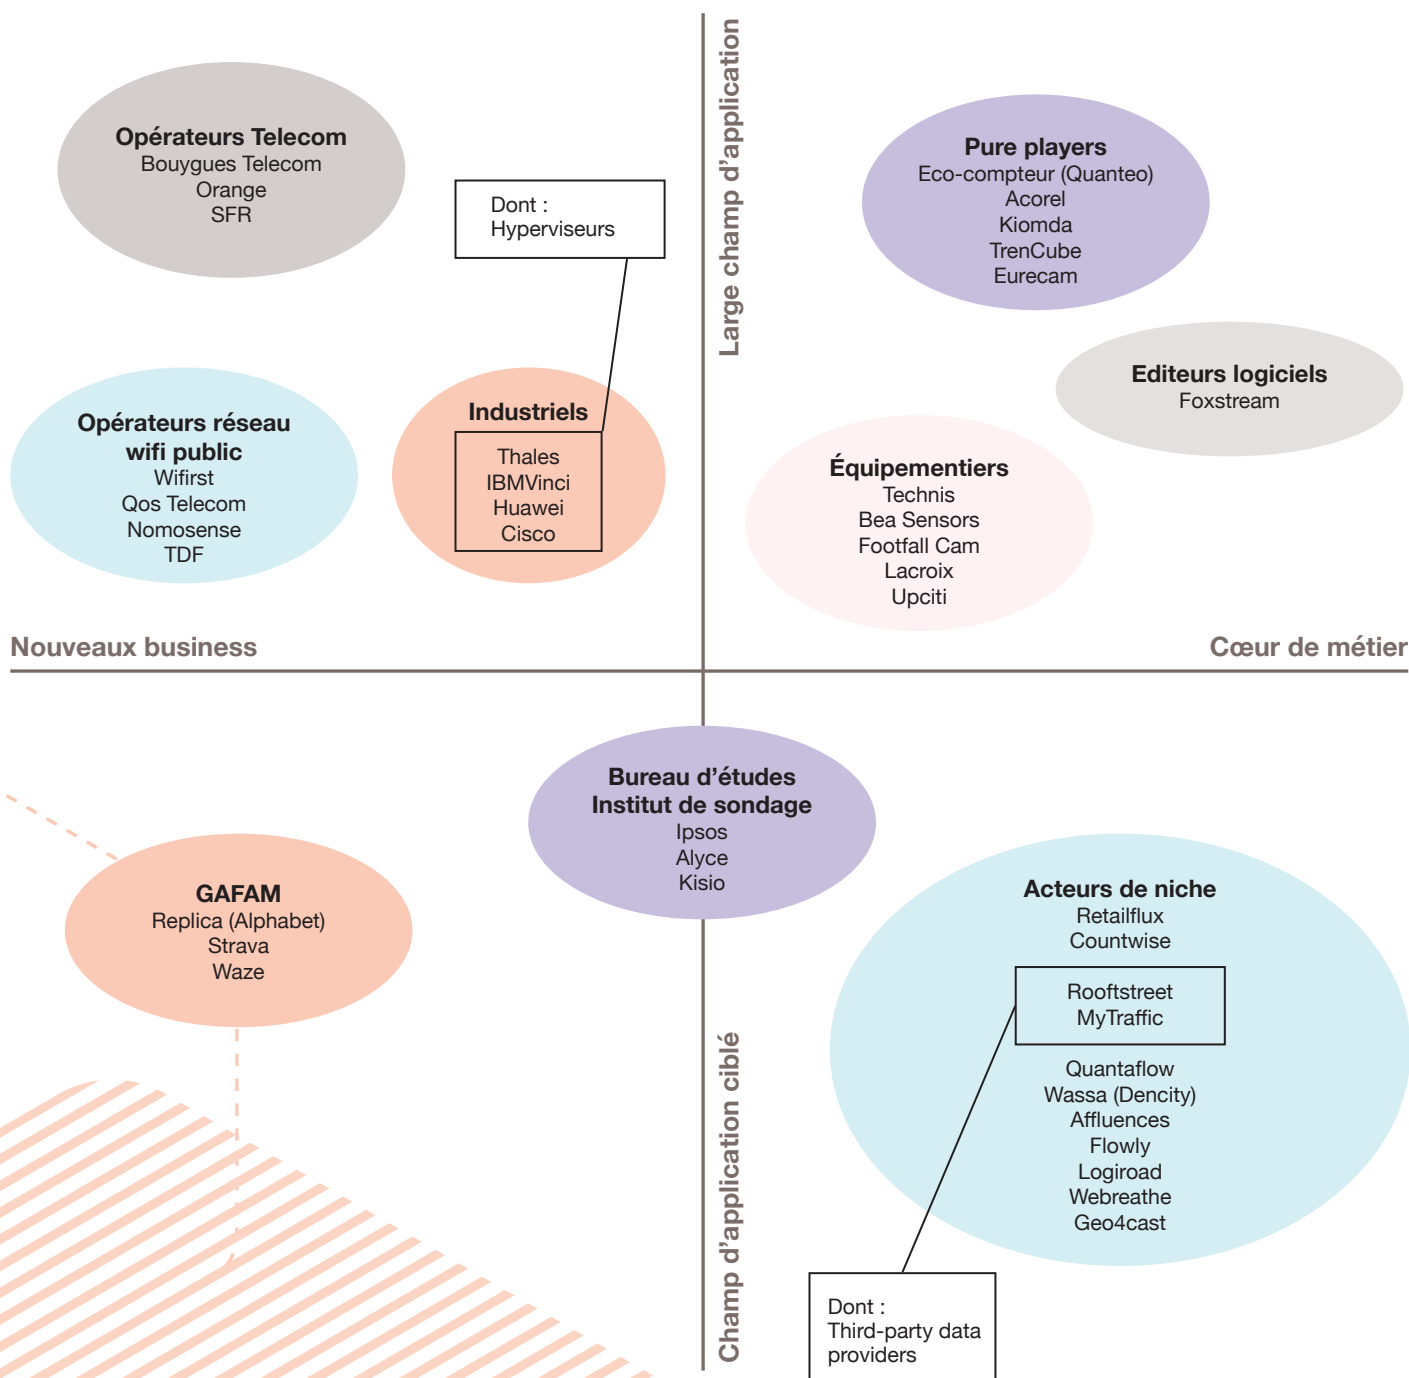 Large champ d'application
Opérateurs Telecom
Bouygues Telecom
Orange
SFR
Dont :
Hyperviseurs
Pure players
Eco-compteur (Quanteo)
Acorel
Kiomda
TrenCube
Eurecam
Editeurs logiciels
Foxstream
Opérateurs réseau
wifi public
Wifirst
Qos Telecom
Nomosense
TDF
Industriels
Thales
IBMVinci
Huawei
Cisco
Équipementiers
Technis
Bea Sensors
Footfall Cam
Lacroix
Upciti
Nouveaux business
Cœur de métier
Bureau d'études
Institut de sondage
Ipsos
Alyce
Kisio
GAFAM
Replica (Alphabet)
Strava
Waze
Acteurs de niche
Retailflux
Countwise
Rooftstreet
MyTraffic
Quantaflow
Wassa (Dencity)
Affluences
Flowly
Logiroad
Webreathe
Geo4cast
Champ d'application ciblé
Dont :
Third-party data
providers